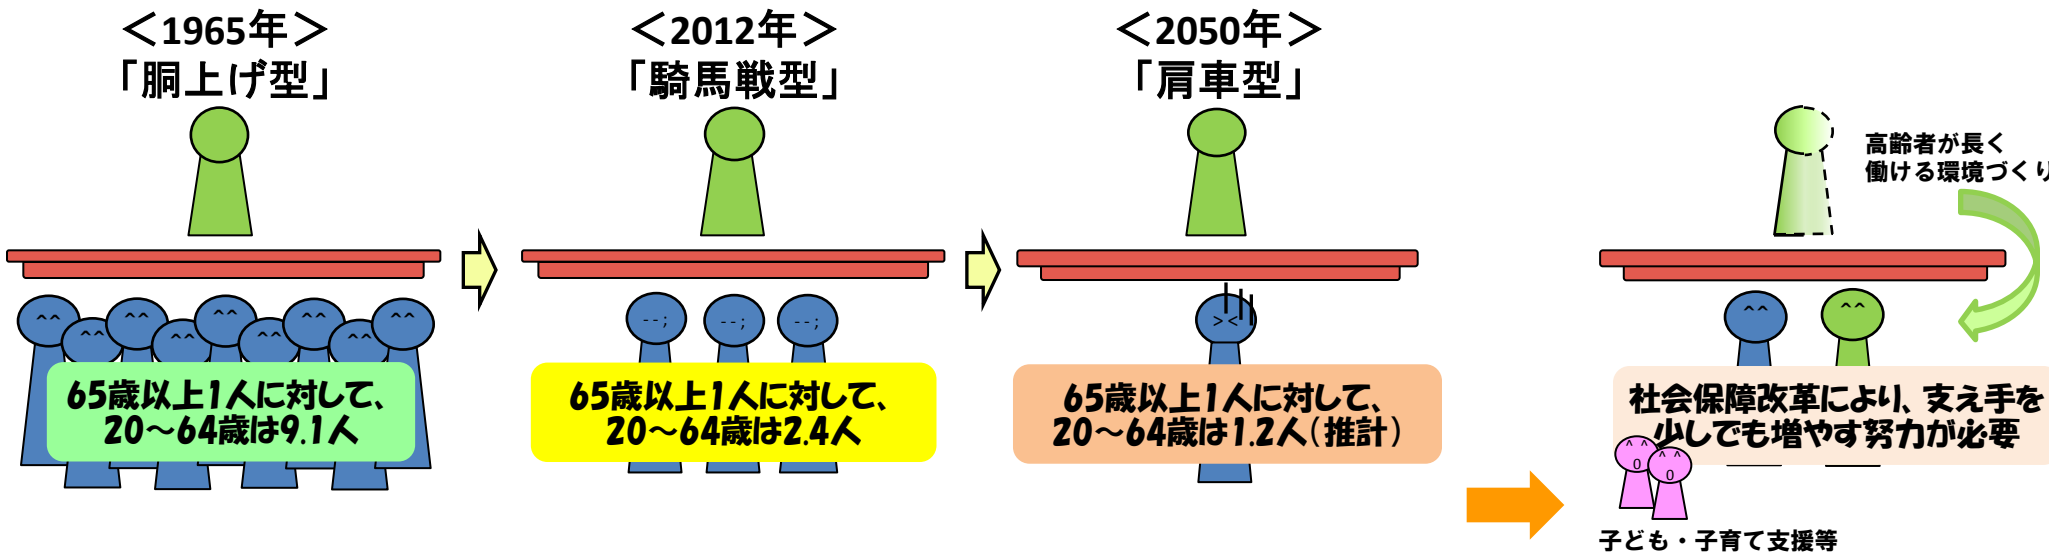 ＜1965年＞
「胴上げ型」
65歳以上1人に対して、
20～64歳は9.1人
＜2012年＞
「騎馬戦型」
65歳以上1人に対して、
20～64歳は2.4人
＜2050年＞
「肩車型」
65歳以上1人に対して、
20～64歳は1.2人（推計）
高齢者が長く
働ける環境づくり
社会保障改革により、支え手を
少しでも増やす努力が必要
子ども・子育て支援等